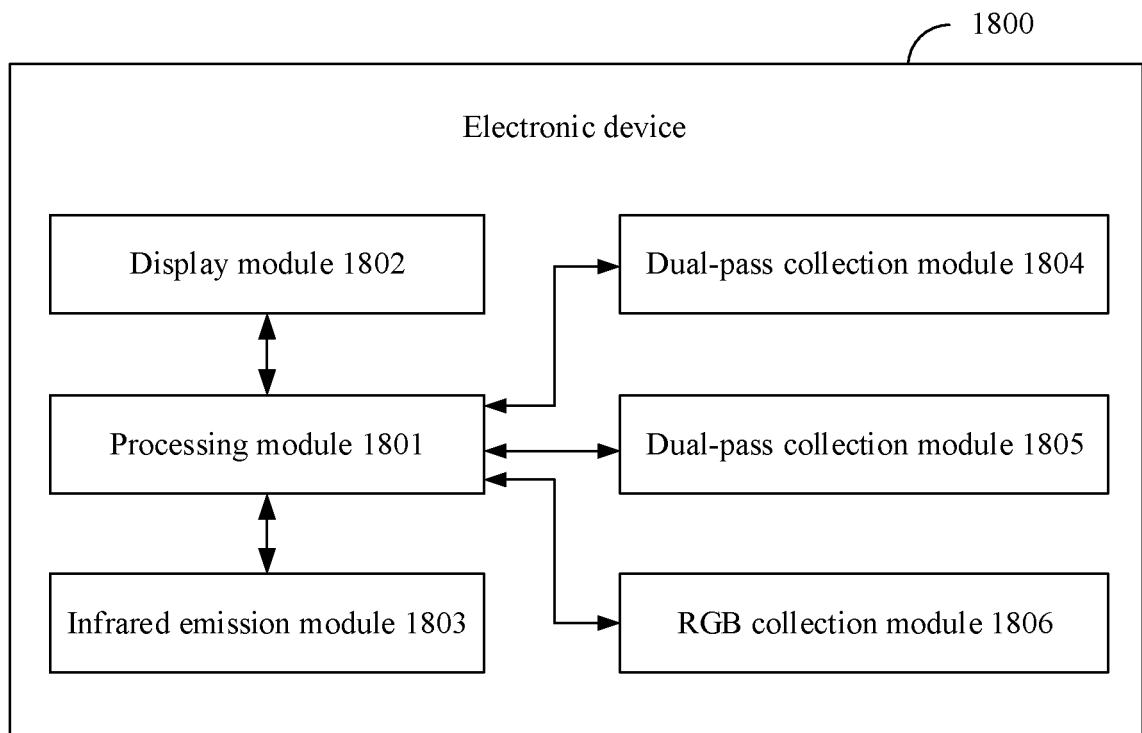 1800
Electronic device
Display module 1802
Dual-pass collection module 1804
Processing module 1801
Dual-pass collection module 1805
Infrared emission module 1803
RGB collection module 1806